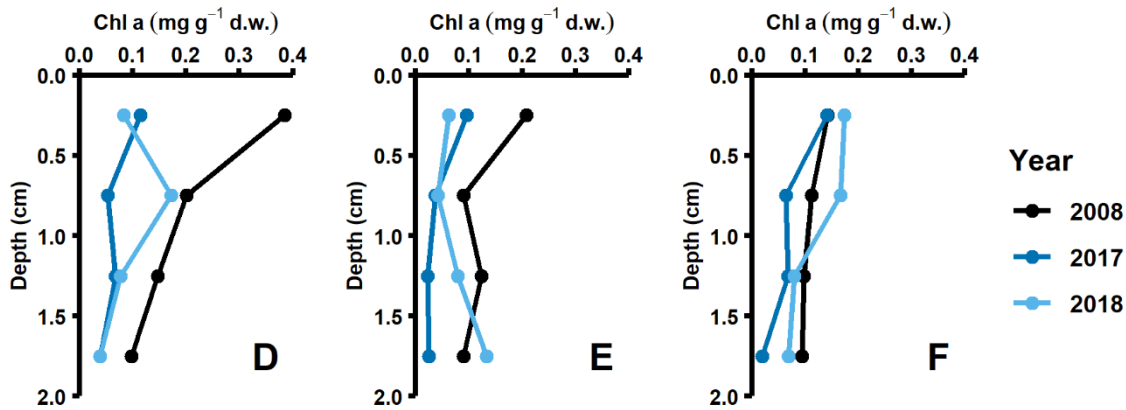 Chl a (mg g⁻¹ d.w.) Chl a (mg g⁻¹ d.w.) Chl a (mg g⁻¹ d.w.)
0.0 0.1 0.2 0.3 0.4 0.0 0.1 0.2 0.3 0.4 0.0 0.1 0.2 0.3 0.4
0.0 0.0 0.0
0.5 0.5 0.5
1.0 1.0 1.0
1.5 1.5 1.5
2.0 2.0 2.0
Depth (cm) Depth (cm) Depth (cm)
D E F
Year
2008
2017
2018